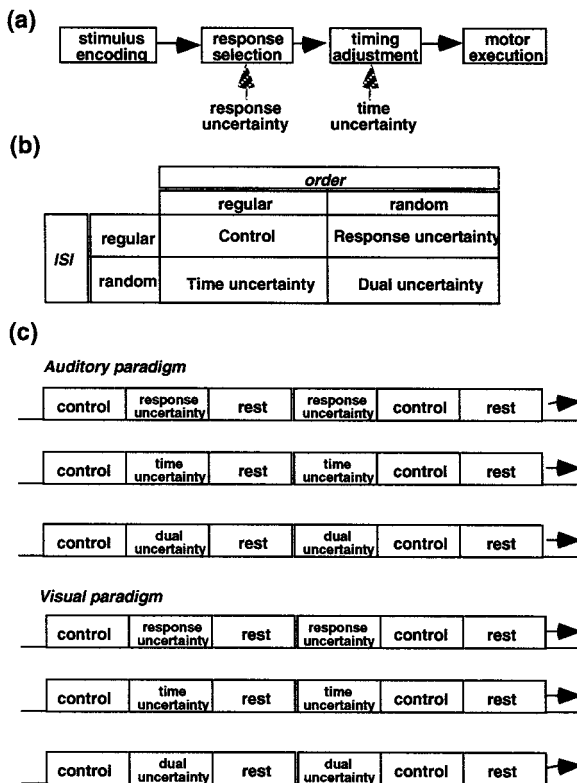 (a)
stimulus encoding
response selection
timing adjustment
motor execution
response uncertainty
time uncertainty
(b)
order
regular random
ISI
regular Control Response uncertainty
random Time uncertainty Dual uncertainty
(c)
Auditory paradigm
control response uncertainty rest response uncertainty control rest
control time uncertainty rest time uncertainty control rest
control dual uncertainty rest dual uncertainty control rest
Visual paradigm
control response uncertainty rest response uncertainty control rest
control time uncertainty rest time uncertainty control rest
control dual uncertainty rest dual uncertainty control rest